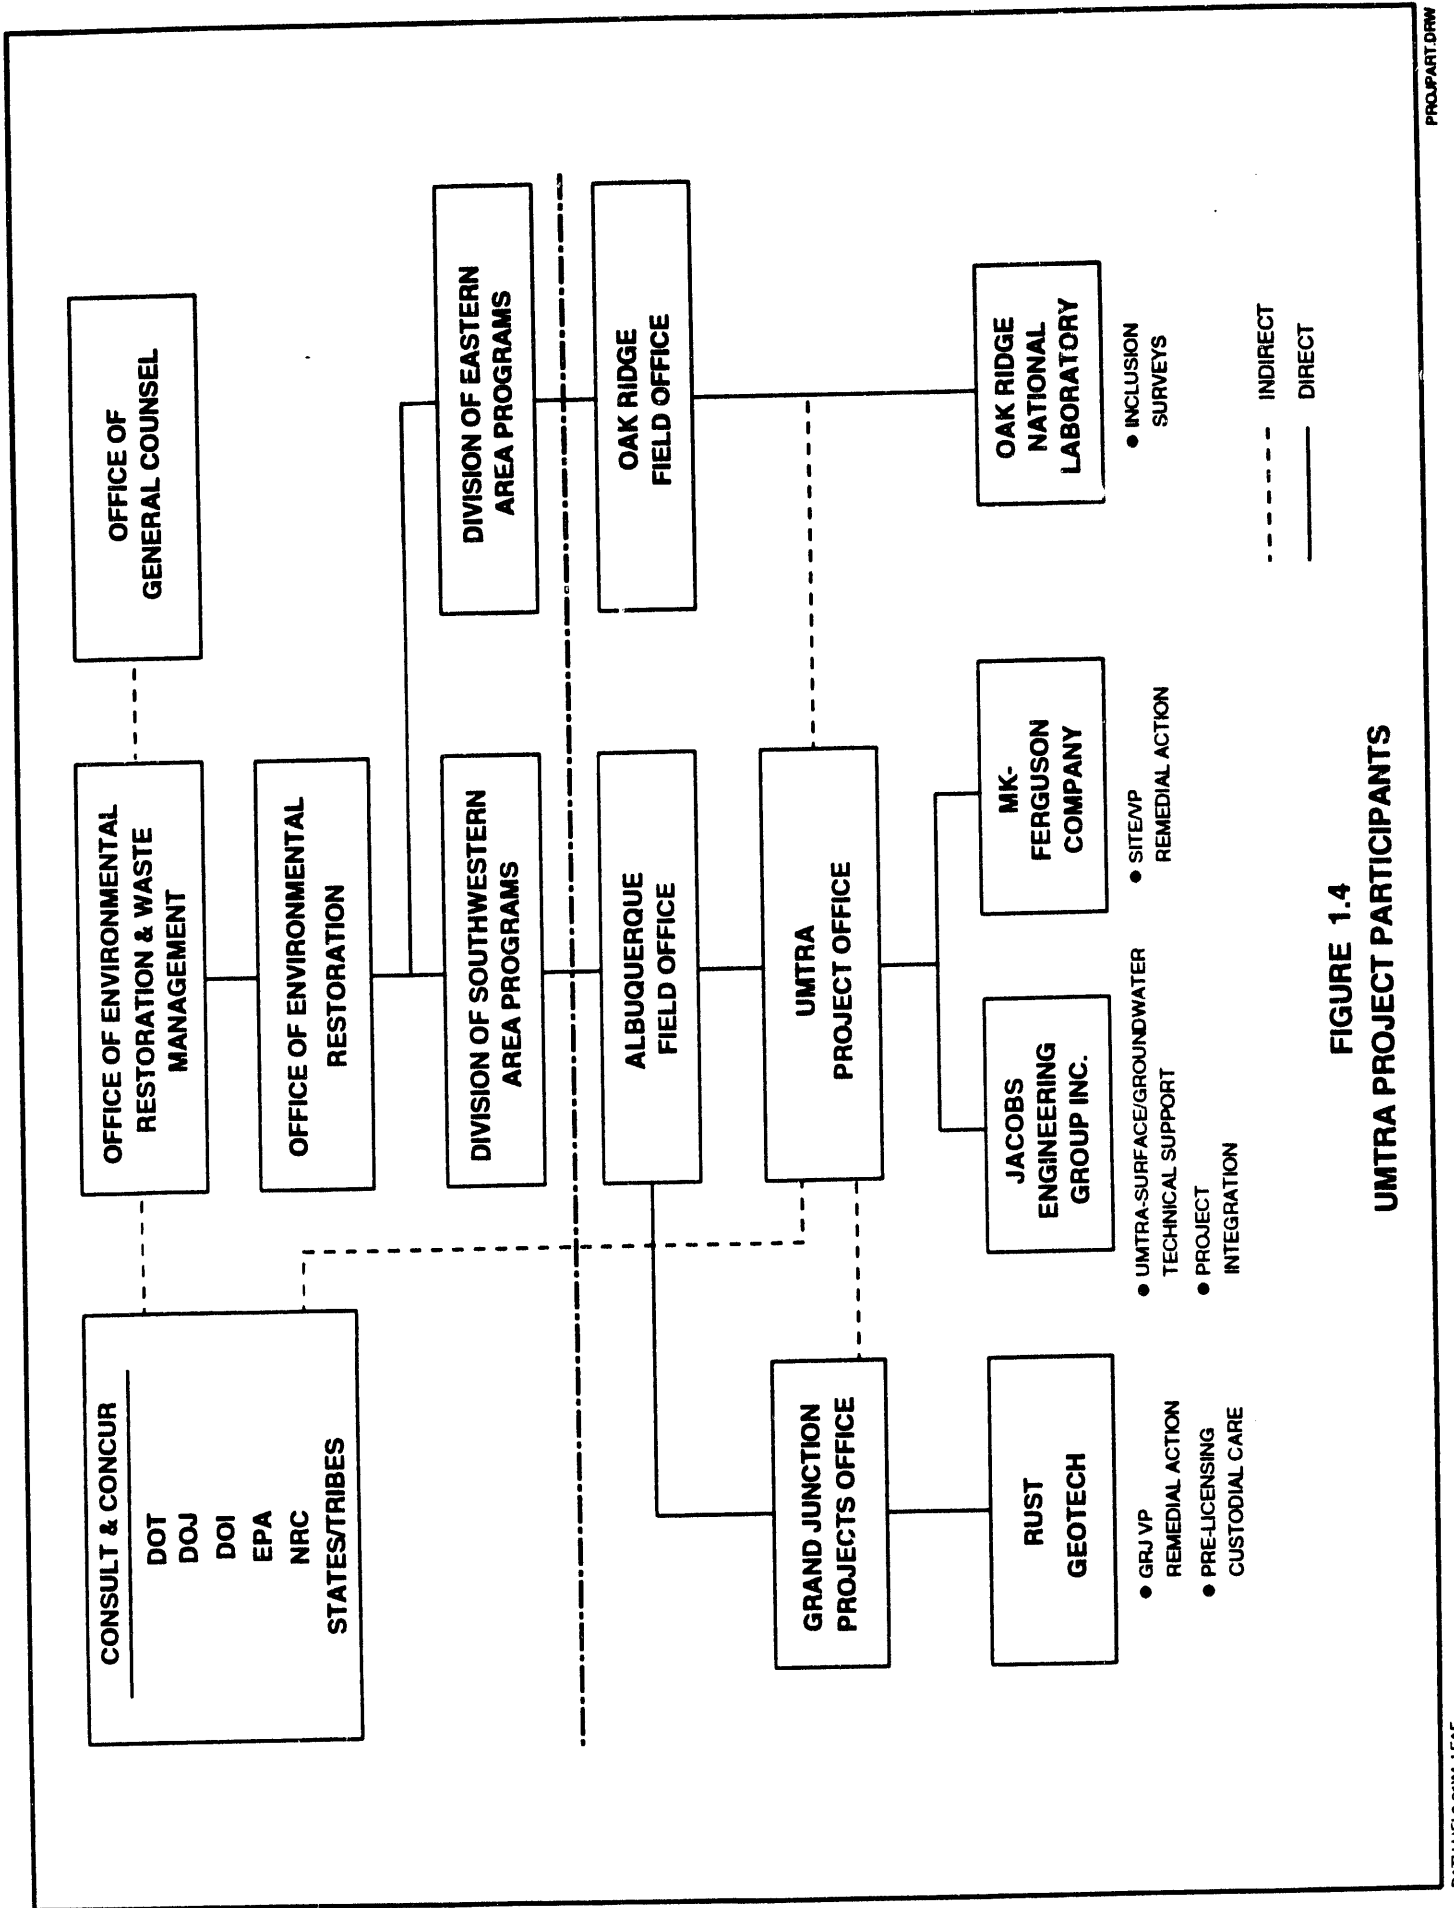 CONSULT & CONCUR
DOT
DOJ
DOI
EPA
NRC
STATES/TRIBES
OFFICE OF ENVIRONMENTAL
RESTORATION & WASTE
MANAGEMENT
OFFICE OF
GENERAL COUNSEL
OFFICE OF ENVIRONMENTAL
RESTORATION
DIVISION OF SOUTHWESTERN
AREA PROGRAMS
DIVISION OF EASTERN
AREA PROGRAMS
ALBUQUERQUE
FIELD OFFICE
OAK RIDGE
FIELD OFFICE
GRAND JUNCTION
PROJECTS OFFICE
UMTRA
PROJECT OFFICE
RUST
GEOTECH
● GRJ VP
REMEDIAL ACTION
● PRE-LICENSING
CUSTODIAL CARE
JACOBS
ENGINEERING
GROUP INC.
● UMTRA-SURFACE/GROUNDWATER
TECHNICAL SUPPORT
● PROJECT
INTEGRATION
MK-
FERGUSON
COMPANY
● SITE/VP
REMEDIAL ACTION
OAK RIDGE
NATIONAL
LABORATORY
● INCLUSION
SURVEYS
INDIRECT
DIRECT
FIGURE 1.4
UMTRA PROJECT PARTICIPANTS
PROJPART.DRW